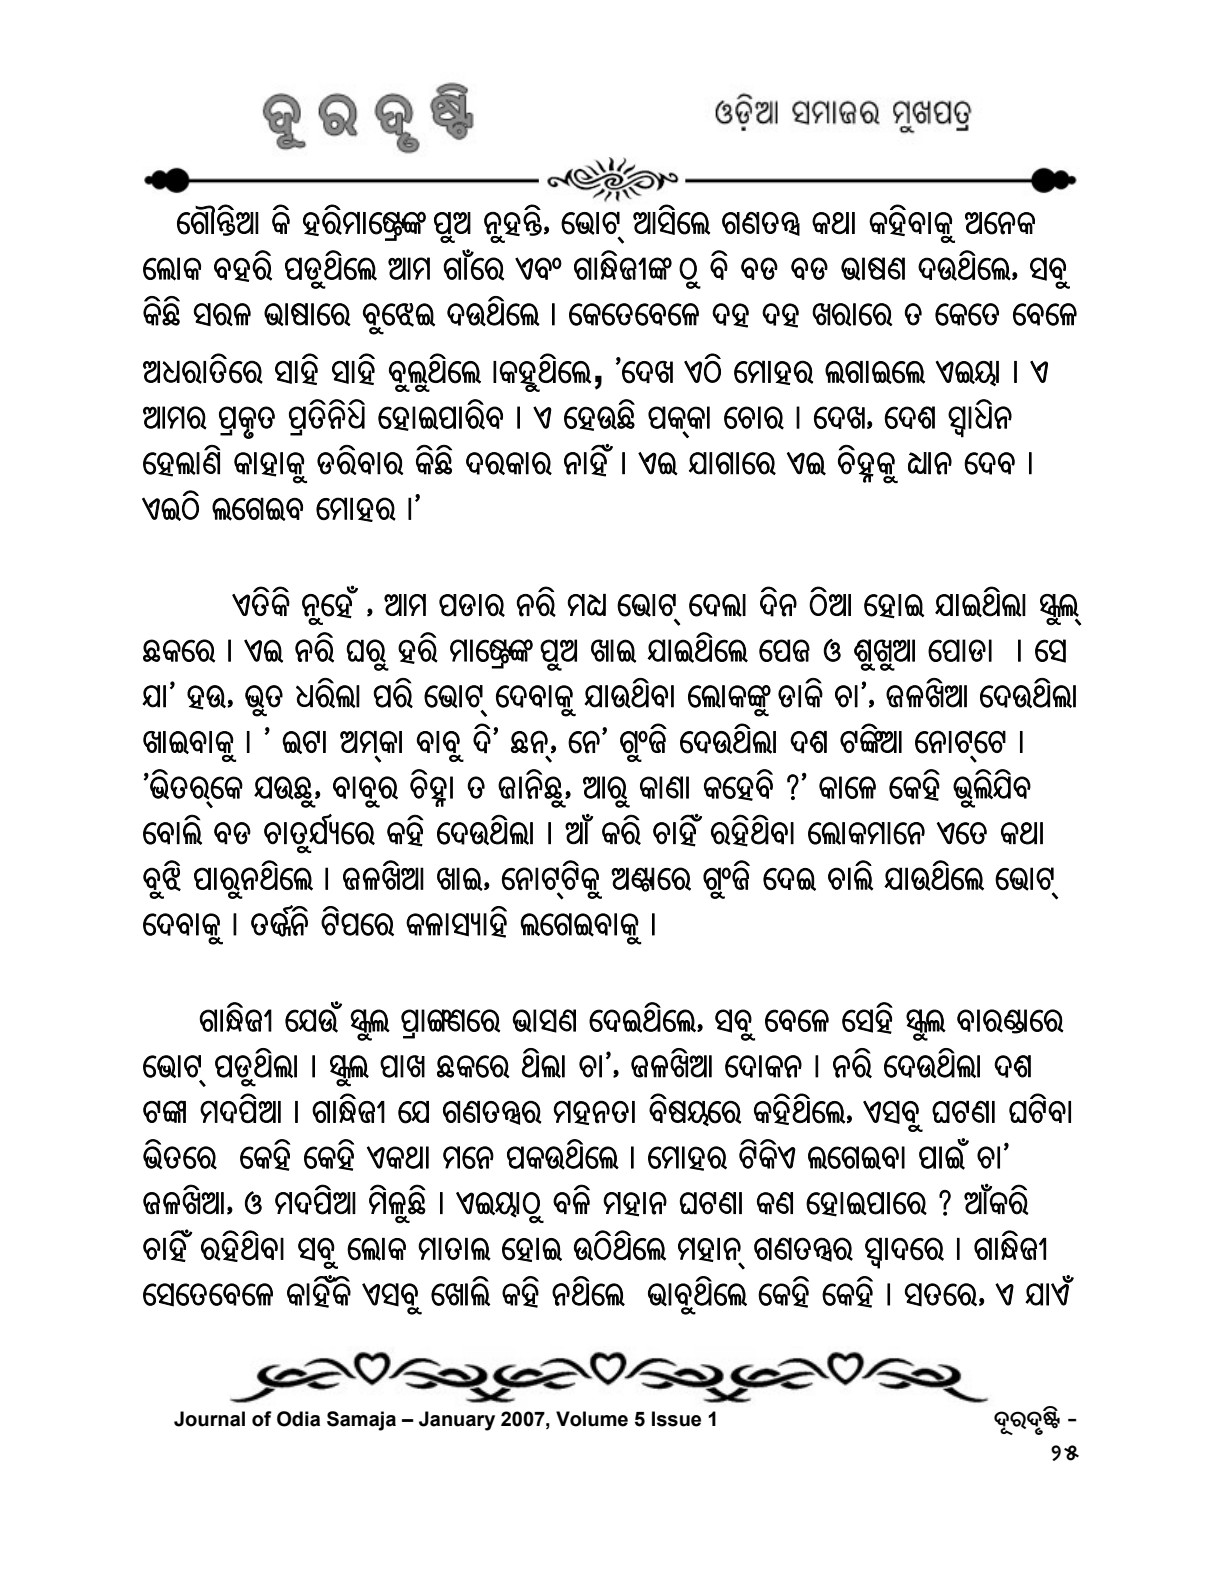 ଦୂରଦୃଷ୍ଟି
ଓଡ଼ିଆ ସମାଜର ମୁଖପତ୍ର
ଗୌନ୍ତିଆ କି ହରିମାଷ୍ଟ୍ରେଙ୍କ ପୁଅ ନୁହନ୍ତି, ଭୋଟ୍ ଆସିଲେ ଗଣତନ୍ତ୍ର କଥା କହିବାକୁ ଅନେକ
ଲୋକ ବହରି ପଡୁଥିଲେ ଆମ ଗାଁରେ ଏବଂ ଗାନ୍ଧିଜୀଙ୍କ ଠୁ ବି ବଡ ବଡ ଭାଷଣ ଦଉଥିଲେ, ସବୁ
କିଛି ସରଳ ଭାଷାରେ ବୁଝେଇ ଦଉଥିଲେ । କେତେବେଳେ ଦହ ଦହ ଖରାରେ ତ କେତେ ବେଳେ
ଅଧରାତିରେ ସାହି ସାହି ବୁଲୁଥିଲେ ।କହୁଥିଲେ, ’ଦେଖ ଏଠି ମୋହର ଲଗାଇଲେ ଏଇୟା । ଏ
ଆମର ପ୍ରକୃତ ପ୍ରତିନିଧି ହୋଇପାରିବ । ଏ ହେଉଛି ପକ୍‌କା ଚୋର । ଦେଖ, ଦେଶ ସ୍ଵାଧିନ
ହେଲାଣି କାହାକୁ ଡରିବାର କିଛି ଦରକାର ନାହିଁ । ଏଇ ଯାଗାରେ ଏଇ ଚିହ୍ନକୁ ଧ୍ୟାନ ଦେବ ।
ଏଇଠି ଲଗେଇବ ମୋହର ।’
ଏତିକି ନୁହେଁ , ଆମ ପଡାର ନରି ମଧ୍ୟ ଭୋଟ୍ ଦେଲା ଦିନ ଠିଆ ହୋଇ ଯାଇଥିଲା ସ୍କୁଲ୍
ଛକରେ । ଏଇ ନରି ଘରୁ ହରି ମାଷ୍ଟ୍ରେଙ୍କ ପୁଅ ଖାଇ ଯାଇଥିଲେ ପେଜ ଓ ଶୁଖୁଆ ପୋଡା । ସେ
ଯା’ ହଉ, ଭୁତ ଧରିଲା ପରି ଭୋଟ୍ ଦେବାକୁ ଯାଉଥିବା ଲୋକଙ୍କୁ ଡାକି ଚା’, ଜଳଖିଆ ଦେଉଥିଲା
ଖାଇବାକୁ । ’ ଇଟା ଅମ୍‌କା ବାବୁ ଦି’ ଛନ୍, ନେ’ ଗୁଂଜି ଦେଉଥିଲା ଦଶ ଟଙ୍କିଆ ନୋଟ୍‌ଟେ ।
’ଭିତର୍‌କେ ଯଉଛୁ, ବାବୁର ଚିହ୍ନା ତ ଜାନିଛୁ, ଆରୁ କାଣା କହେବି ?’ କାଳେ କେହି ଭୁଲିଯିବ
ବୋଲି ବଡ ଚାତୁର୍ଯ୍ୟରେ କହି ଦେଉଥିଲା । ଆଁ କରି ଚାହିଁ ରହିଥିବା ଲୋକମାନେ ଏତେ କଥା
ବୁଝି ପାରୁନଥିଲେ । ଜଳଖିଆ ଖାଇ, ନୋଟ୍‌ଟିକୁ ଅଣ୍ଟାରେ ଗୁଂଜି ଦେଇ ଚାଲି ଯାଉଥିଲେ ଭୋଟ୍
ଦେବାକୁ । ତର୍ଜ୍ଜନି ଟିପରେ କଳାସ୍ୟାହି ଲଗେଇବାକୁ ।
ଗାନ୍ଧିଜୀ ଯେଉଁ ସ୍କୁଲ ପ୍ରାଙ୍ଗଣରେ ଭାସଣ ଦେଇଥିଲେ, ସବୁ ବେଳେ ସେହି ସ୍କୁଲ ବାରଣ୍ଡାରେ
ଭୋଟ୍ ପଡୁଥିଲା । ସ୍କୁଲ ପାଖ ଛକରେ ଥିଲା ଚା’, ଜଳଖିଆ ଦୋକନ । ନରି ଦେଉଥିଲା ଦଶ
ଟଙ୍କା ମଦପିଆ । ଗାନ୍ଧିଜୀ ଯେ ଗଣତନ୍ତ୍ରର ମହନତା ବିଷୟରେ କହିଥିଲେ, ଏସବୁ ଘଟଣା ଘଟିବା
ଭିତରେ କେହି କେହି ଏକଥା ମନେ ପକଉଥିଲେ । ମୋହର ଟିକିଏ ଲଗେଇବା ପାଇଁ ଚା’
ଜଳଖିଆ, ଓ ମଦପିଆ ମିଳୁଛି । ଏଇୟାଠୁ ବଳି ମହାନ ଘଟଣା କଣ ହୋଇପାରେ ? ଆଁକରି
ଚାହିଁ ରହିଥିବା ସବୁ ଲୋକ ମାତାଲ ହୋଇ ଉଠିଥିଲେ ମହାନ୍ ଗଣତନ୍ତ୍ରର ସ୍ଵାଦରେ । ଗାନ୍ଧିଜୀ
ସେତେବେଳେ କାହିଁକି ଏସବୁ ଖୋଲି କହି ନଥିଲେ ଭାବୁଥିଲେ କେହି କେହି । ସତରେ, ଏ ଯାଏଁ
Journal of Odia Samaja – January 2007, Volume 5 Issue 1
ଦୂରଦୃଷ୍ଟି -
୨୫